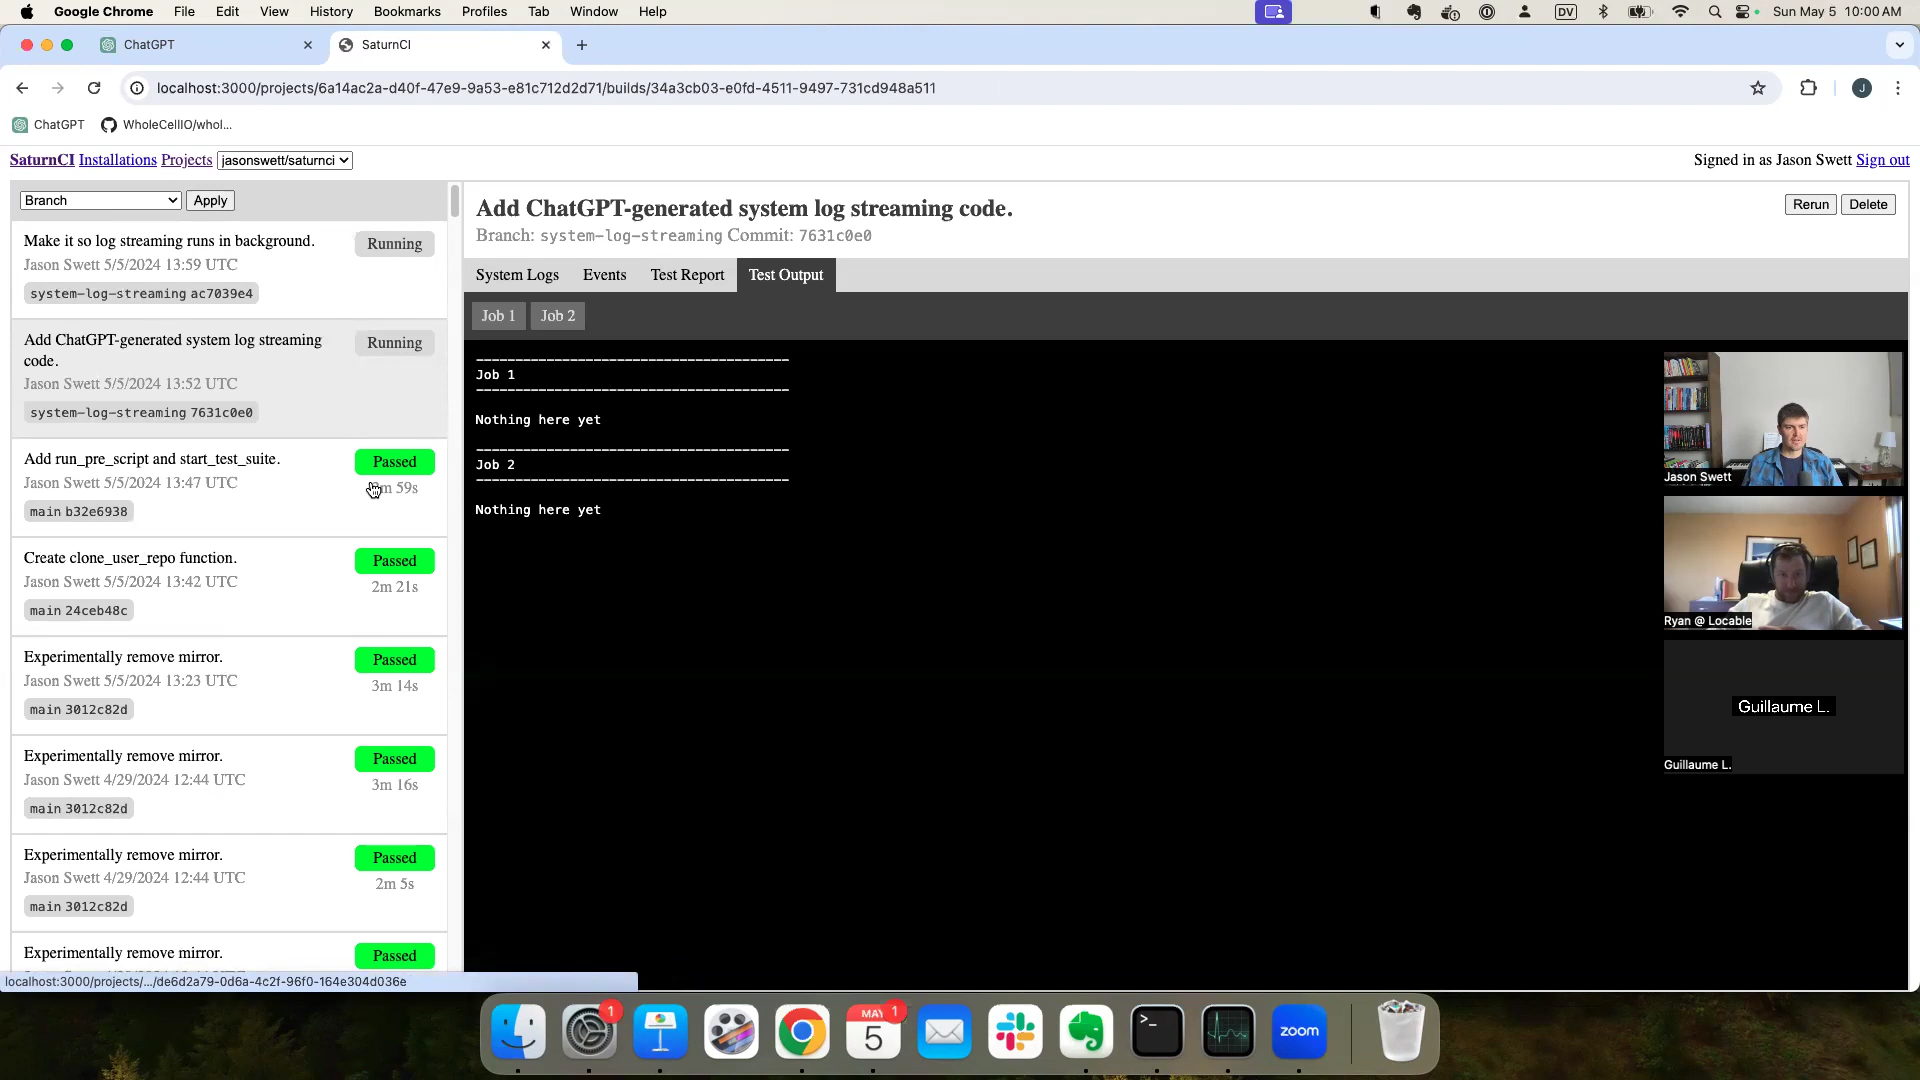 Google Chrome File Edit View History Bookmarks Profiles Tab Window Help DV Sun May 5 10:00 AM
ChatGPT SaturnCI
localhost:3000/projects/6a14ac2a-d40f-47e9-9a53-e81c712d2d71/builds/34a3cb03-e0fd-4511-9497-731cd948a511 J
ChatGPT WholeCellIO/whol...
SaturnCI Installations Projects jasonswett/saturnci Signed in as Jason Swett Sign out
Branch Apply
Make it so log streaming runs in background. Running
Jason Swett 5/5/2024 13:59 UTC
system-log-streaming ac7039e4
Add ChatGPT-generated system log streaming code. Running
Jason Swett 5/5/2024 13:52 UTC
system-log-streaming 7631c0e0
Add run_pre_script and start_test_suite. Passed
Jason Swett 5/5/2024 13:47 UTC 59s
main b32e6938
Create clone_user_repo function. Passed
Jason Swett 5/5/2024 13:42 UTC 2m 21s
main 24ceb48c
Experimentally remove mirror. Passed
Jason Swett 5/5/2024 13:23 UTC 3m 14s
main 3012c82d
Experimentally remove mirror. Passed
Jason Swett 4/29/2024 12:44 UTC 3m 16s
main 3012c82d
Experimentally remove mirror. Passed
Jason Swett 4/29/2024 12:44 UTC 2m 5s
main 3012c82d
Experimentally remove mirror. Passed
localhost:3000/projects/.../de6d2a79-0d6a-4c2f-96f0-164e304d036e
Add ChatGPT-generated system log streaming code. Rerun Delete
Branch: system-log-streaming Commit: 7631c0e0
System Logs Events Test Report Test Output
Job 1 Job 2
----------------------------------------
Job 1
----------------------------------------
Nothing here yet
----------------------------------------
Job 2
----------------------------------------
Nothing here yet
Jason Swett
Ryan @ Locable
Guillaume L.
Guillaume L.
1 MAY 5 1 zoom